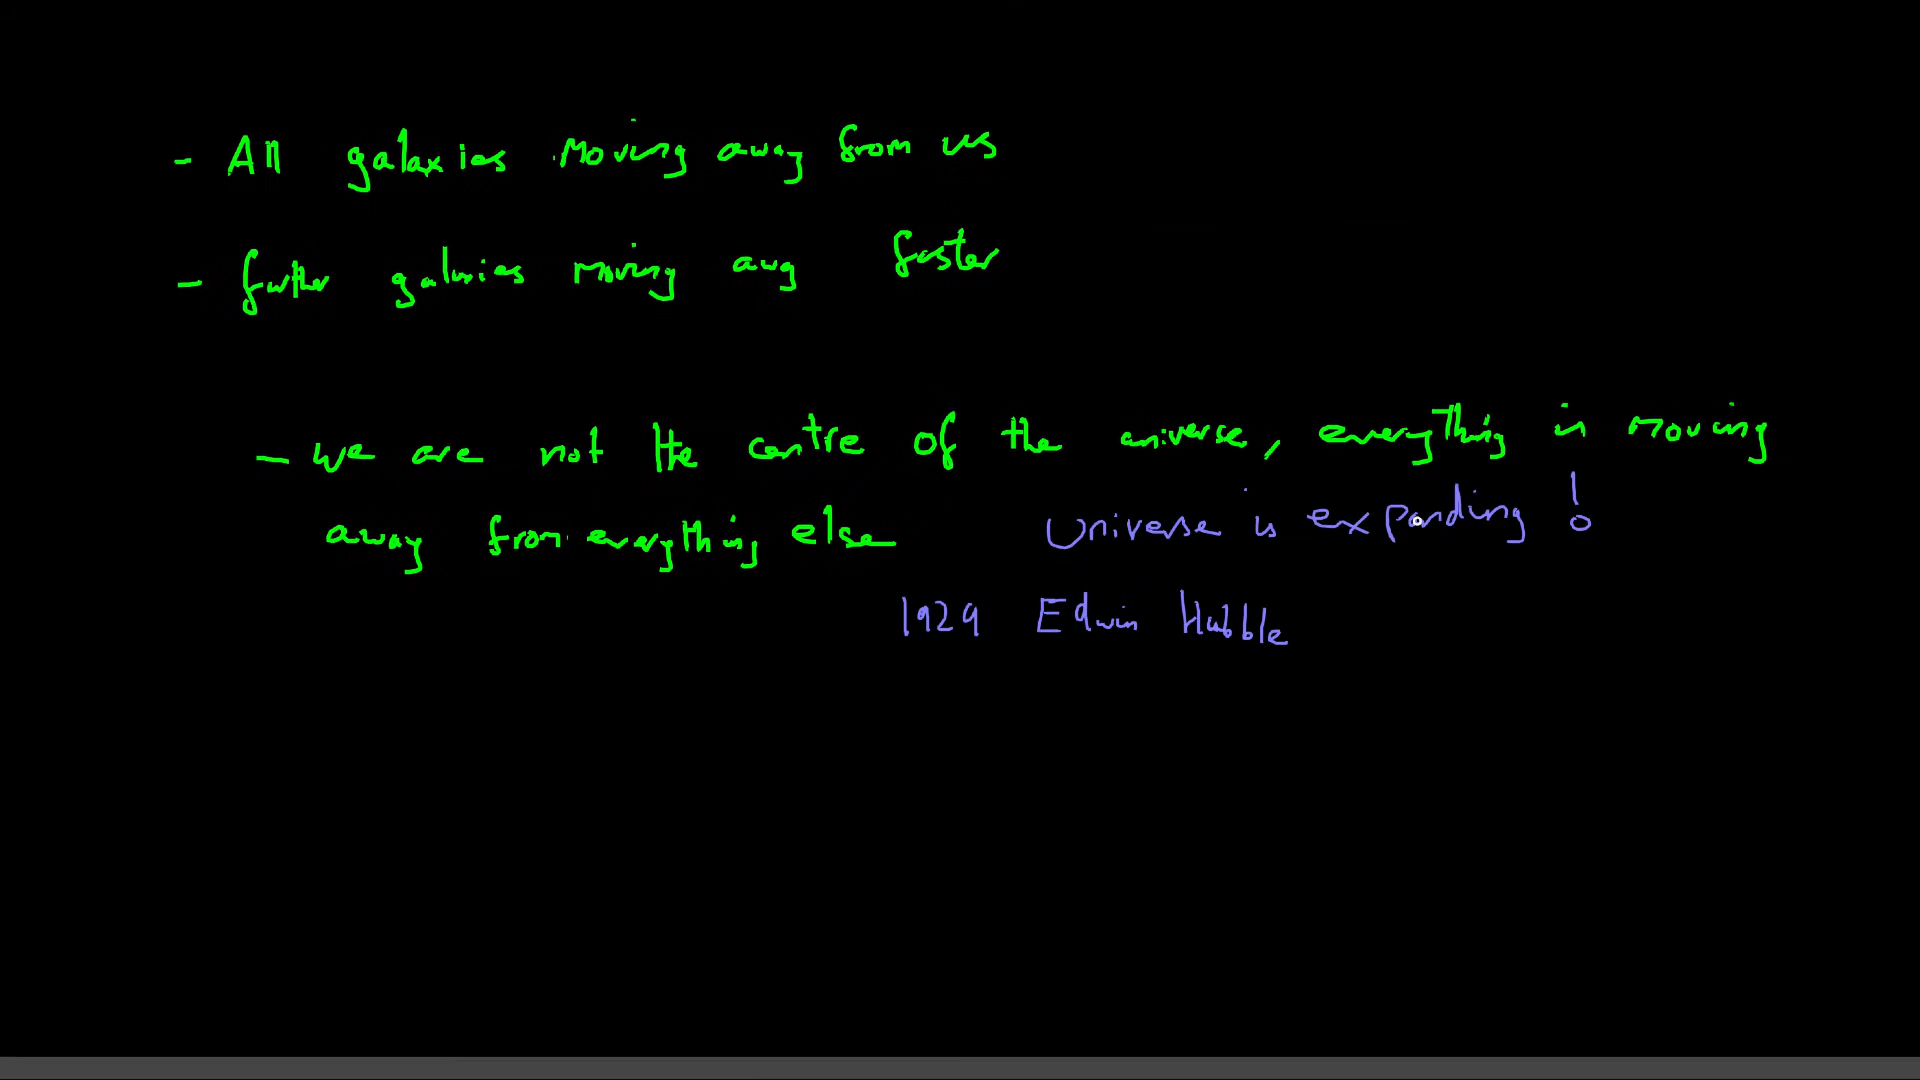 - All galaxies moving away from us
- further galaxies moving awy faster
- we are not the centre of the universe, everything is moving
away from everything else Universe is expanding!
1929 Edwin Hubble